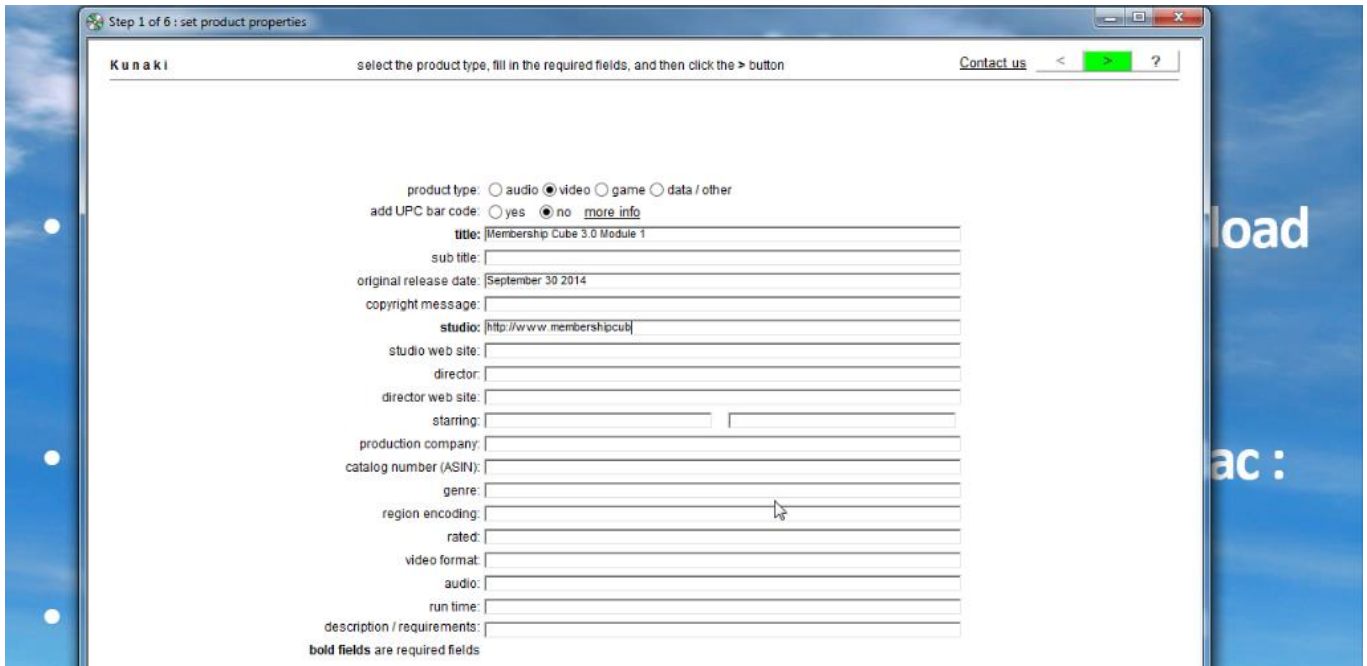 Step 1 of 6 : set product properties
Kunaki select the product type, fill in the required fields, and then click the > button Contact us < > ?
product type: audio video game data / other
add UPC bar code: yes no more info
load
title: Membership Cube 3.0 Module 1
sub title:
original release date: September 30 2014
copyright message:
studio: http://www.membershipcub
studio web site:
director:
director web site:
starring:
production company:
ac :
catalog number (ASIN):
genre:
region encoding:
rated:
video format:
audio:
run time:
description / requirements:
bold fields are required fields